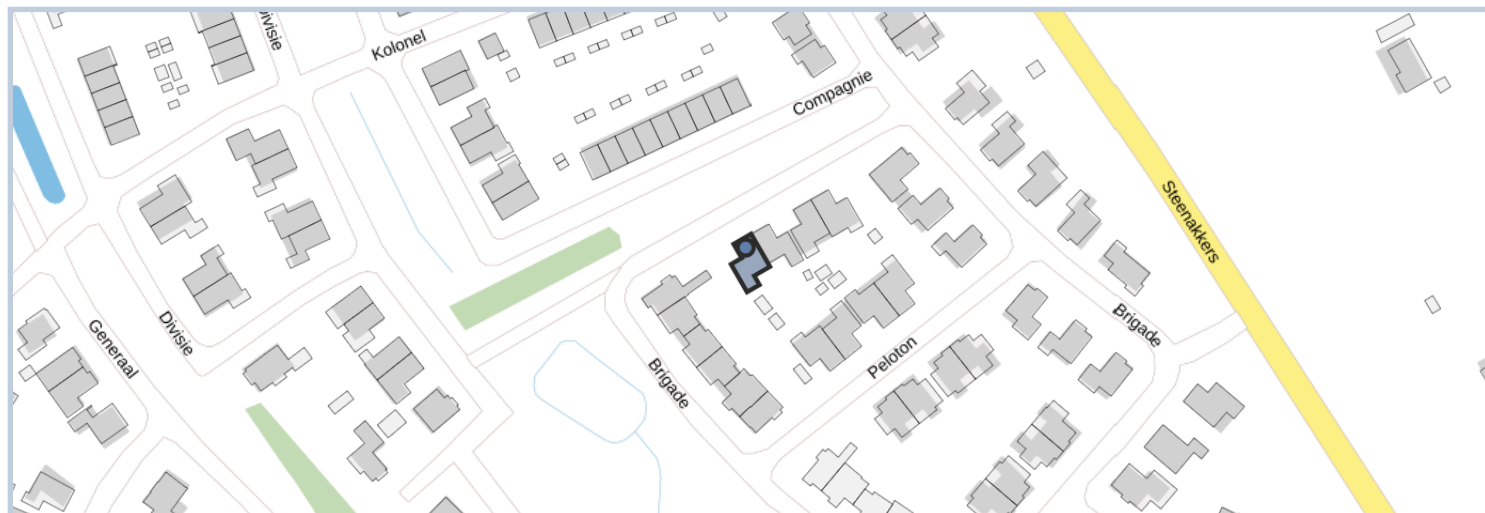 Divisie
Kolonel
Compagnie
Steenakkers
Generaal
Divisie
Brigade
Peloton
Brigade